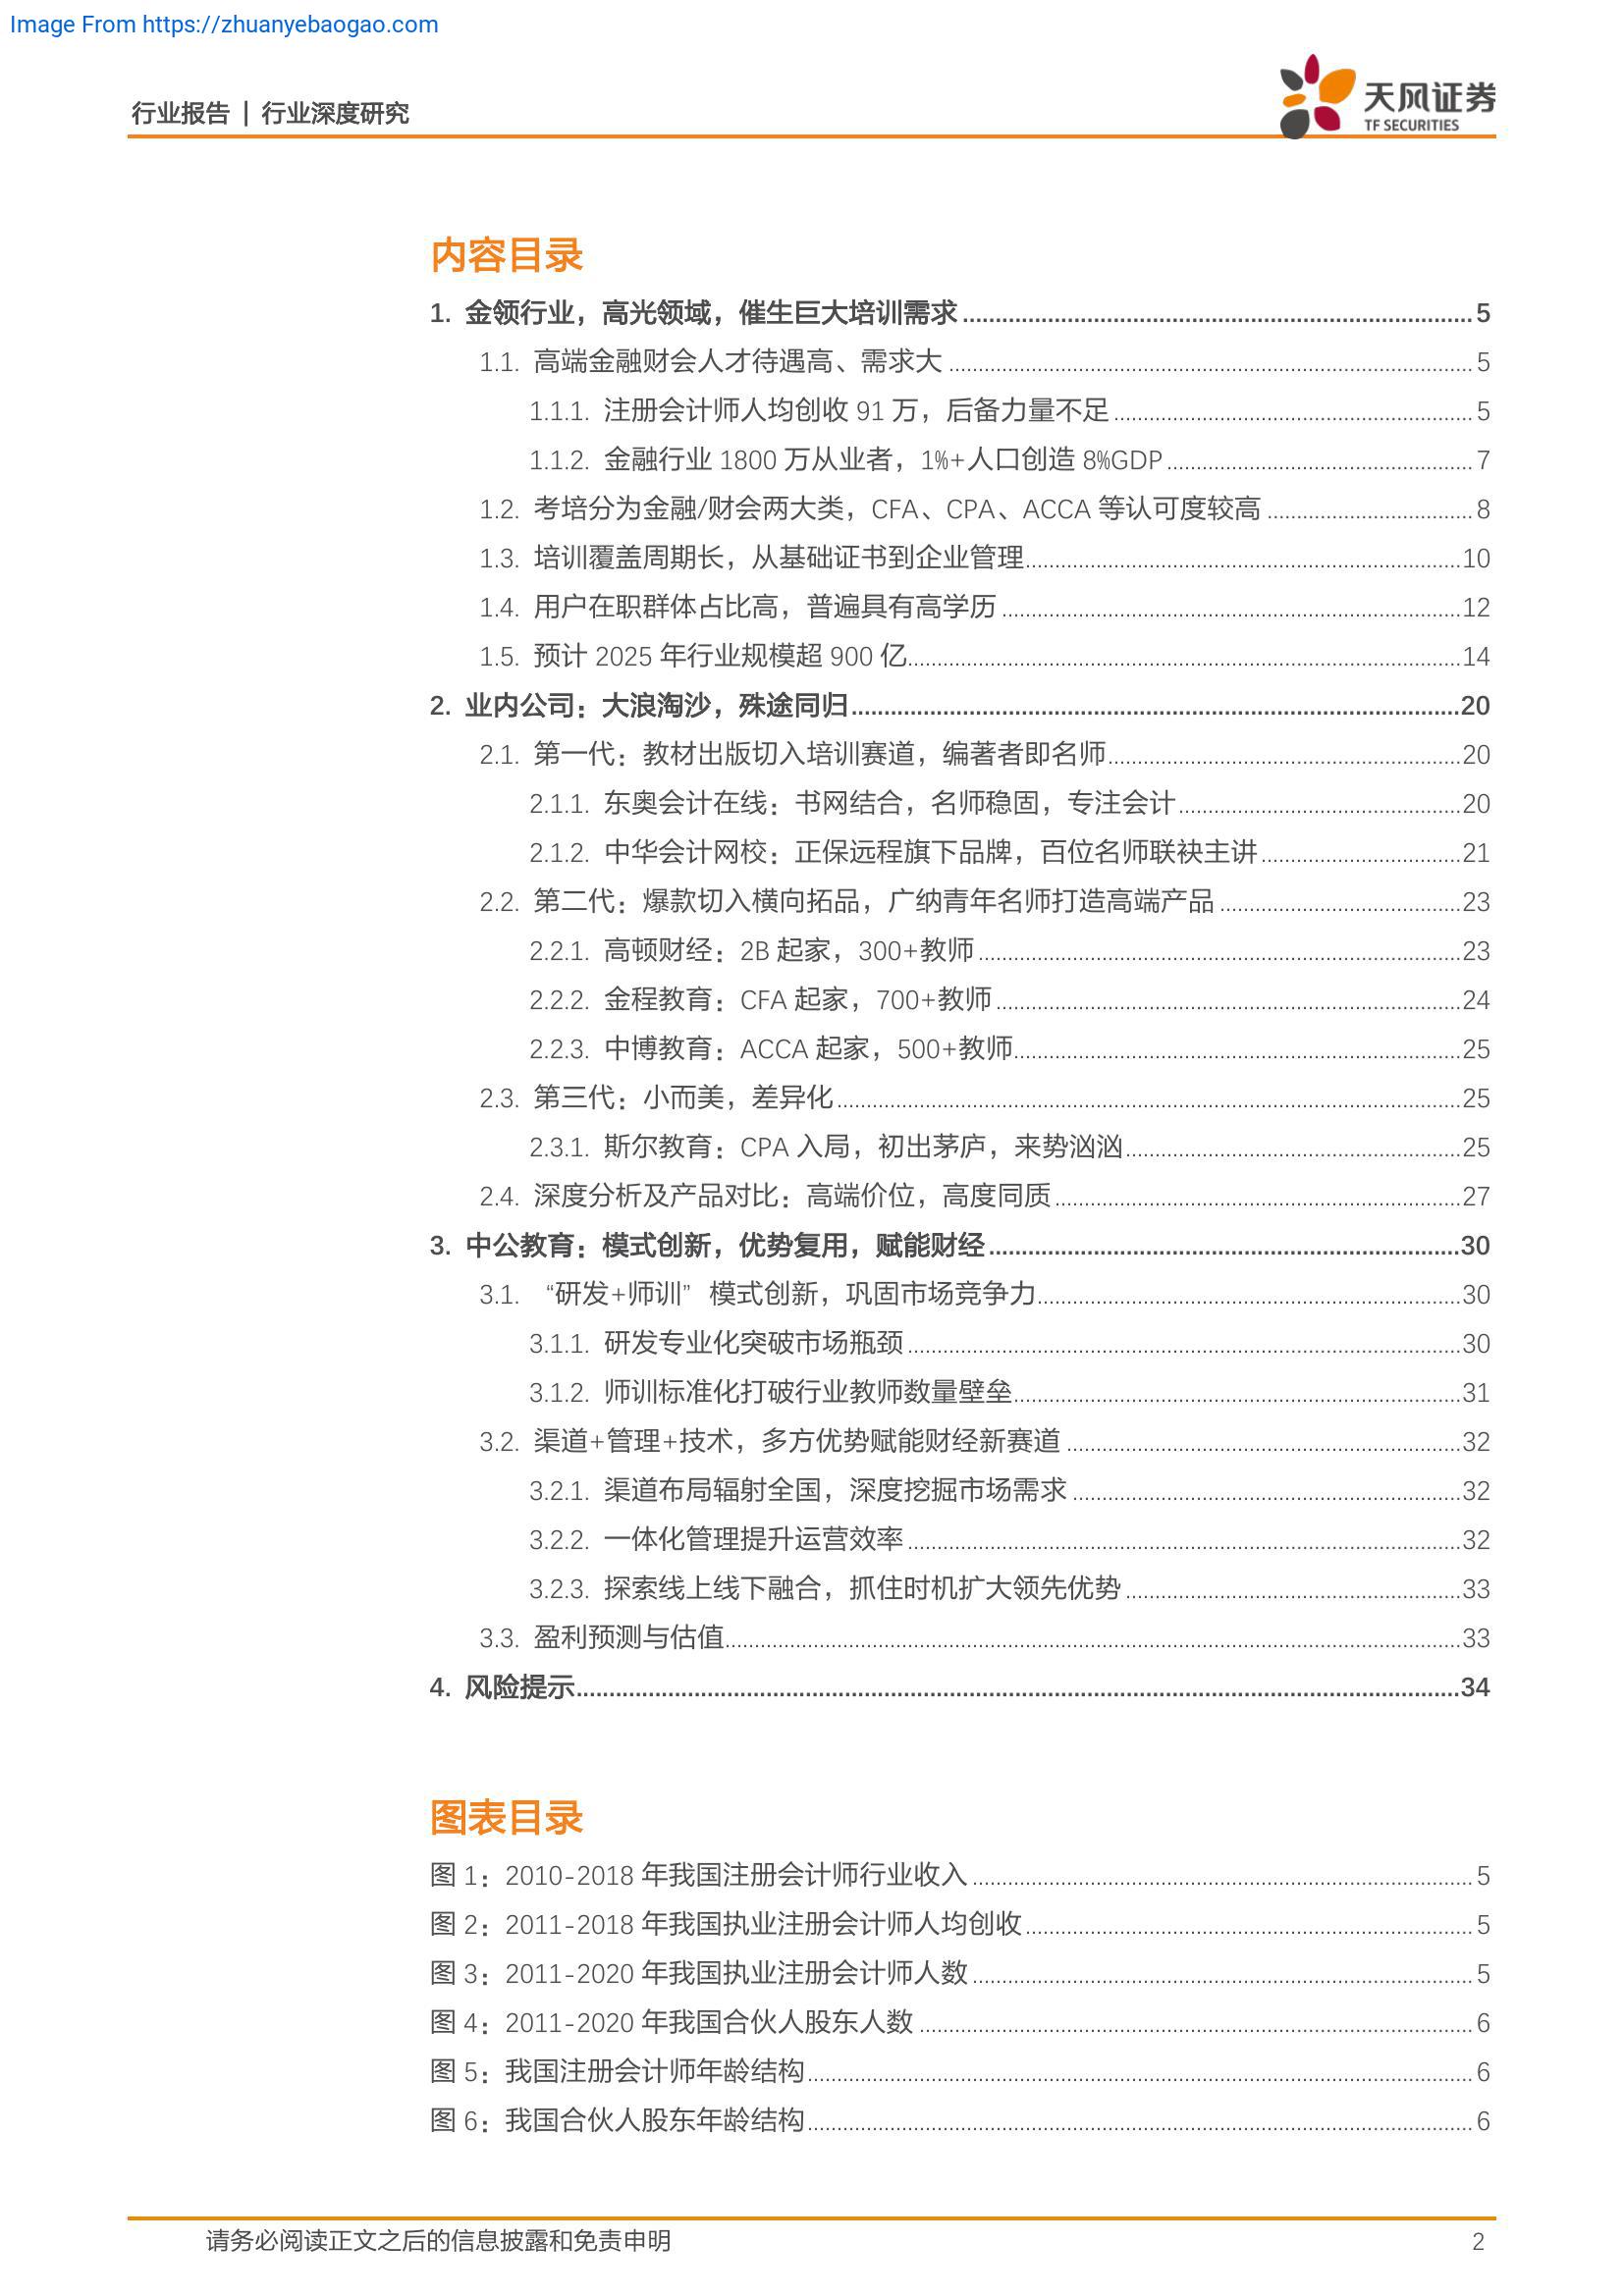 Image From https://zhuanyebaogao.com
行业报告 | 行业深度研究
天风证券
TF SECURITIES
内容目录
1. 金领行业，高光领域，催生巨大培训需求 5
1.1. 高端金融财会人才待遇高、需求大 5
1.1.1. 注册会计师人均创收 91 万，后备力量不足 5
1.1.2. 金融行业 1800 万从业者，1%+人口创造 8%GDP 7
1.2. 考培分为金融/财会两大类，CFA、CPA、ACCA 等认可度较高 8
1.3. 培训覆盖周期长，从基础证书到企业管理 10
1.4. 用户在职群体占比高，普遍具有高学历 12
1.5. 预计 2025 年行业规模超 900 亿 14
2. 业内公司：大浪淘沙，殊途同归 20
2.1. 第一代：教材出版切入培训赛道，编著者即名师 20
2.1.1. 东奥会计在线：书网结合，名师稳固，专注会计 20
2.1.2. 中华会计网校：正保远程旗下品牌，百位名师联袂主讲 21
2.2. 第二代：爆款切入横向拓品，广纳青年名师打造高端产品 23
2.2.1. 高顿财经：2B 起家，300+教师 23
2.2.2. 金程教育：CFA 起家，700+教师 24
2.2.3. 中博教育：ACCA 起家，500+教师 25
2.3. 第三代：小而美，差异化 25
2.3.1. 斯尔教育：CPA 入局，初出茅庐，来势汹汹 25
2.4. 深度分析及产品对比：高端价位，高度同质 27
3. 中公教育：模式创新，优势复用，赋能财经 30
3.1. “研发+师训” 模式创新，巩固市场竞争力 30
3.1.1. 研发专业化突破市场瓶颈 30
3.1.2. 师训标准化打破行业教师数量壁垒 31
3.2. 渠道+管理+技术，多方优势赋能财经新赛道 32
3.2.1. 渠道布局辐射全国，深度挖掘市场需求 32
3.2.2. 一体化管理提升运营效率 32
3.2.3. 探索线上线下融合，抓住时机扩大领先优势 33
3.3. 盈利预测与估值 33
4. 风险提示 34
图表目录
图 1：2010-2018 年我国注册会计师行业收入 5
图 2：2011-2018 年我国执业注册会计师人均创收 5
图 3：2011-2020 年我国执业注册会计师人数 5
图 4：2011-2020 年我国合伙人股东人数 6
图 5：我国注册会计师年龄结构 6
图 6：我国合伙人股东年龄结构 6
请务必阅读正文之后的信息披露和免责申明 2